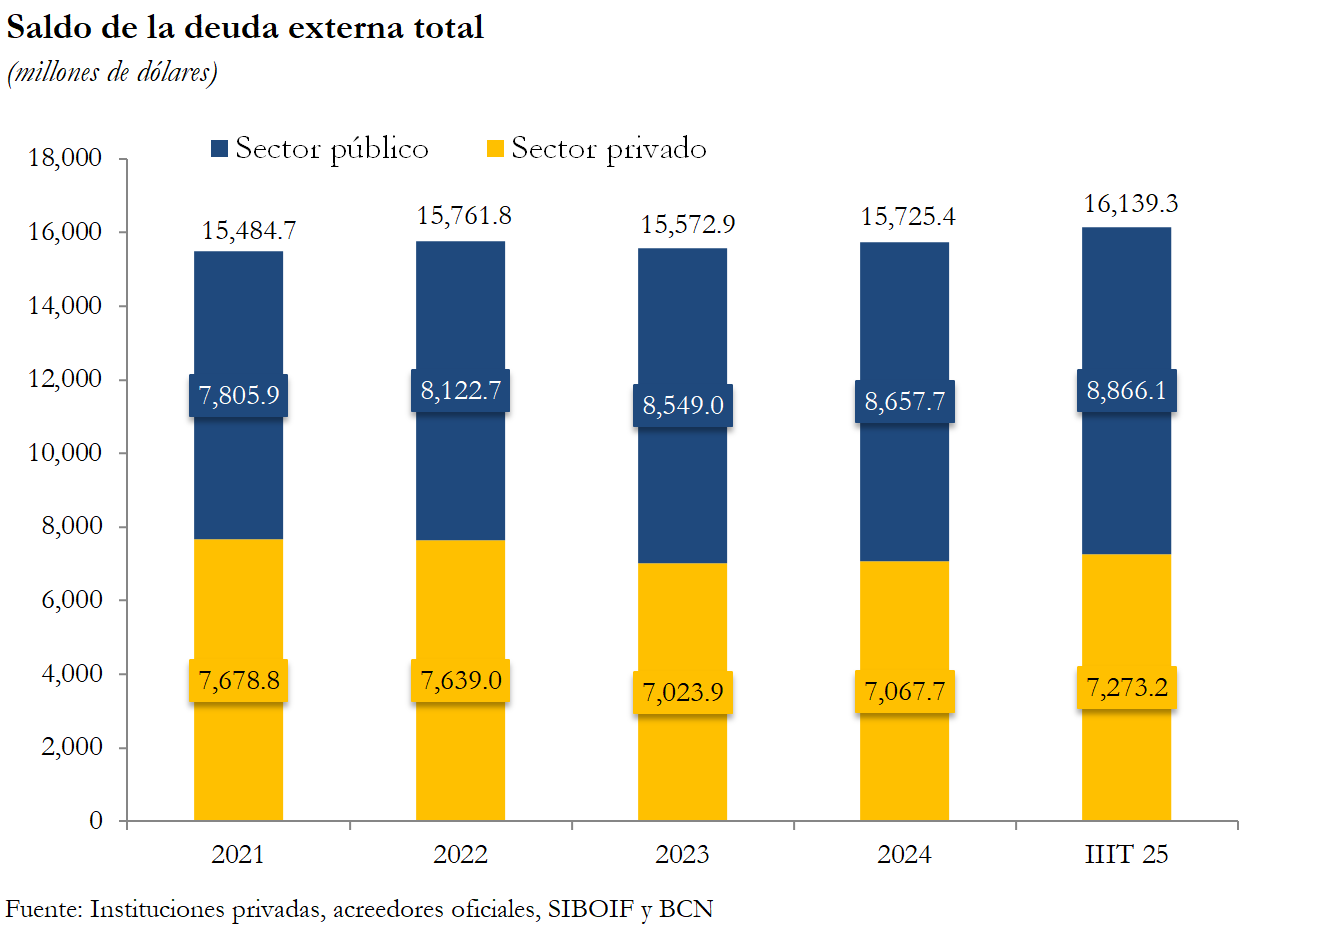 Saldo de la deuda externa total
(millones de dólares)
Sector público Sector privado
18,000
16,000
14,000
12,000
10,000
8,000
6,000
4,000
2,000
0
15,484.7 15,761.8 15,572.9 15,725.4 16,139.3
7,805.9 8,122.7 8,549.0 8,657.7 8,866.1
7,678.8 7,639.0 7,023.9 7,067.7 7,273.2
2021 2022 2023 2024 IIIT 25
Fuente: Instituciones privadas, acreedores oficiales, SIBOIF y BCN